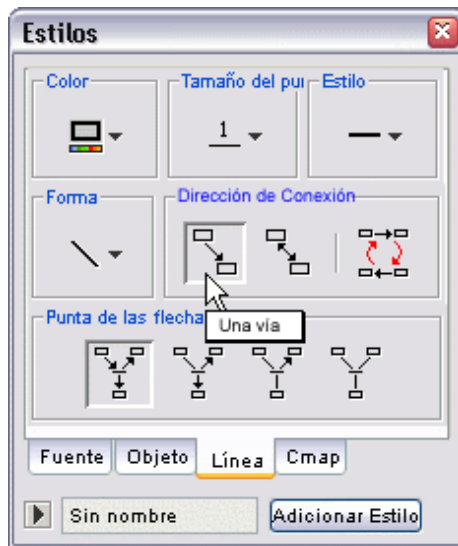 Estilos
Color
Tamaño del pu
Estilo
1
Forma
Dirección de Conexión
Punta de las flecha
Una vía
Fuente
Objeto
Línea
Cmap
Sin nombre
Adicionar Estilo